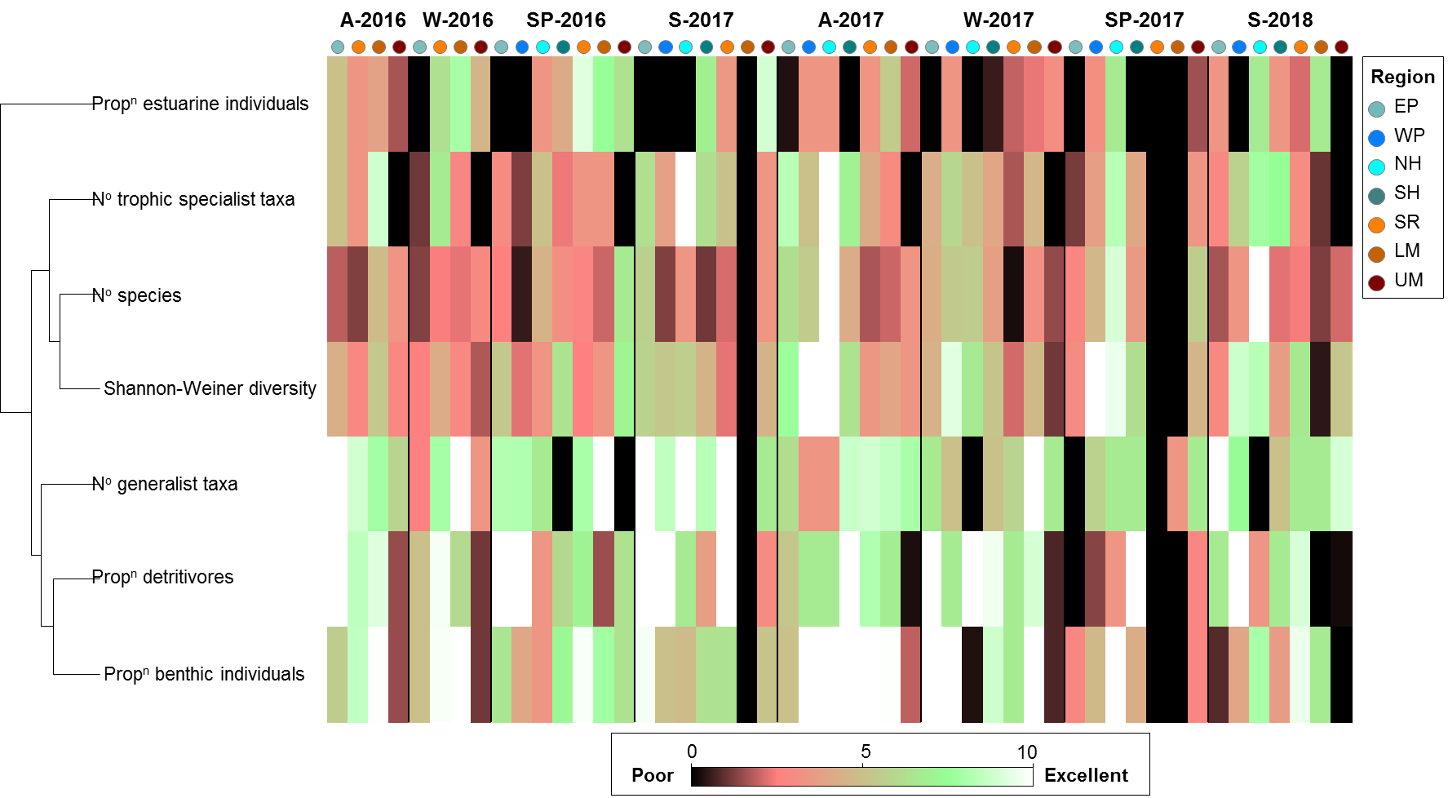 A-2016 W-2016 SP-2016 S-2017 A-2017 W-2017 SP-2017 S-2018
Region
EP
WP
NH
SH
SR
LM
UM
Propⁿ estuarine individuals
Nº trophic specialist taxa
Nº species
Shannon-Weiner diversity
Nº generalist taxa
Propⁿ detritivores
Propⁿ benthic individuals
0 5 10
Poor Excellent